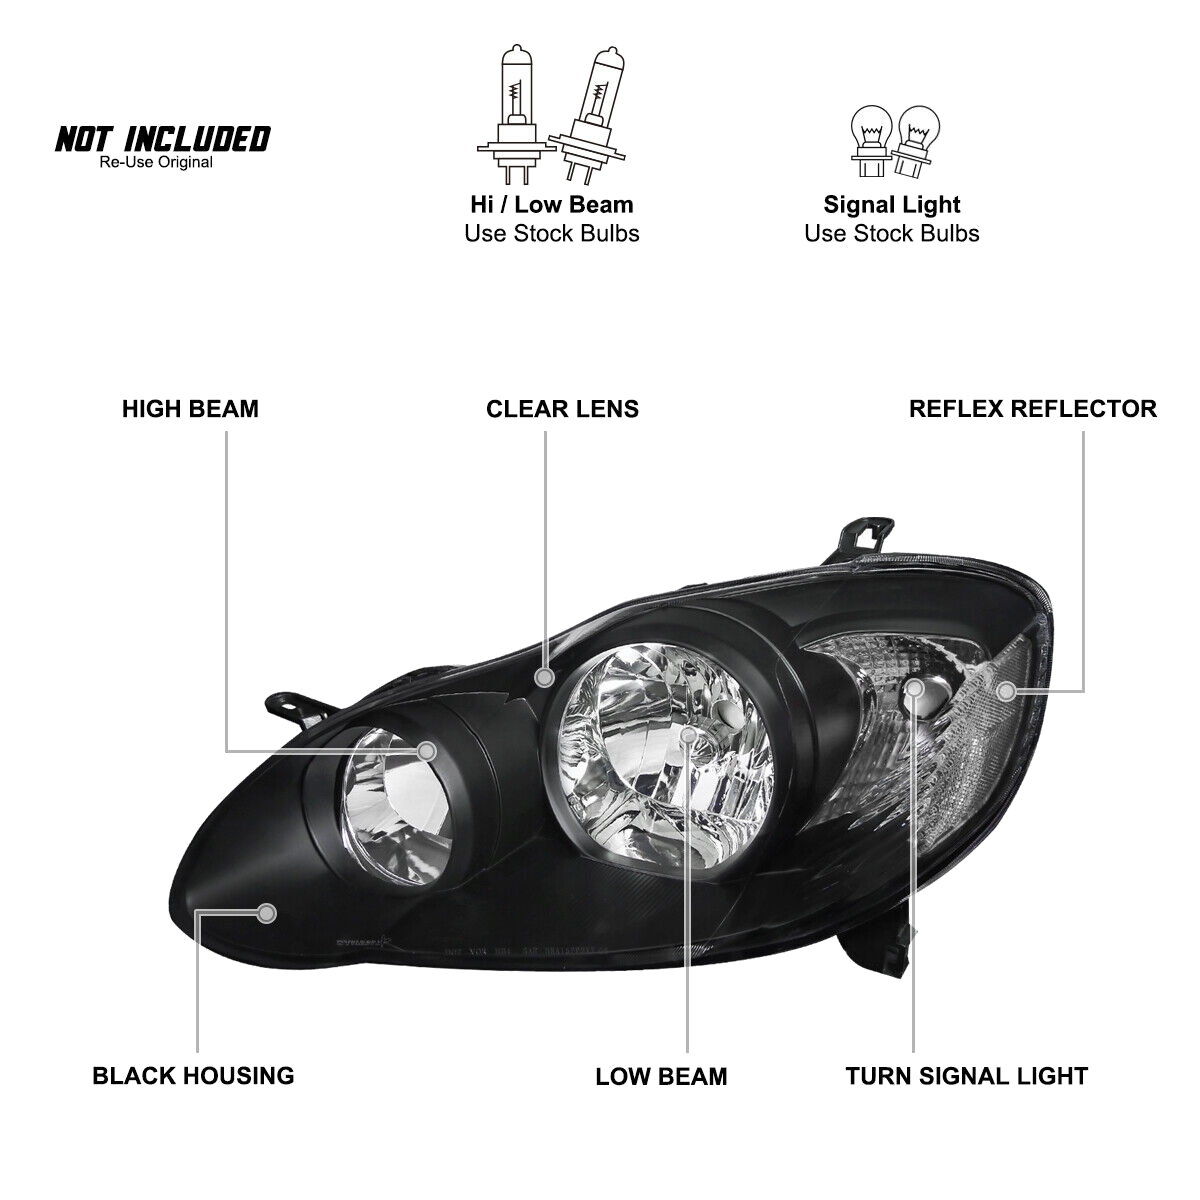 NOT INCLUDED
Re-Use Original
Hi / Low Beam
Use Stock Bulbs
Signal Light
Use Stock Bulbs
HIGH BEAM
CLEAR LENS
REFLEX REFLECTOR
BLACK HOUSING
LOW BEAM
TURN SIGNAL LIGHT